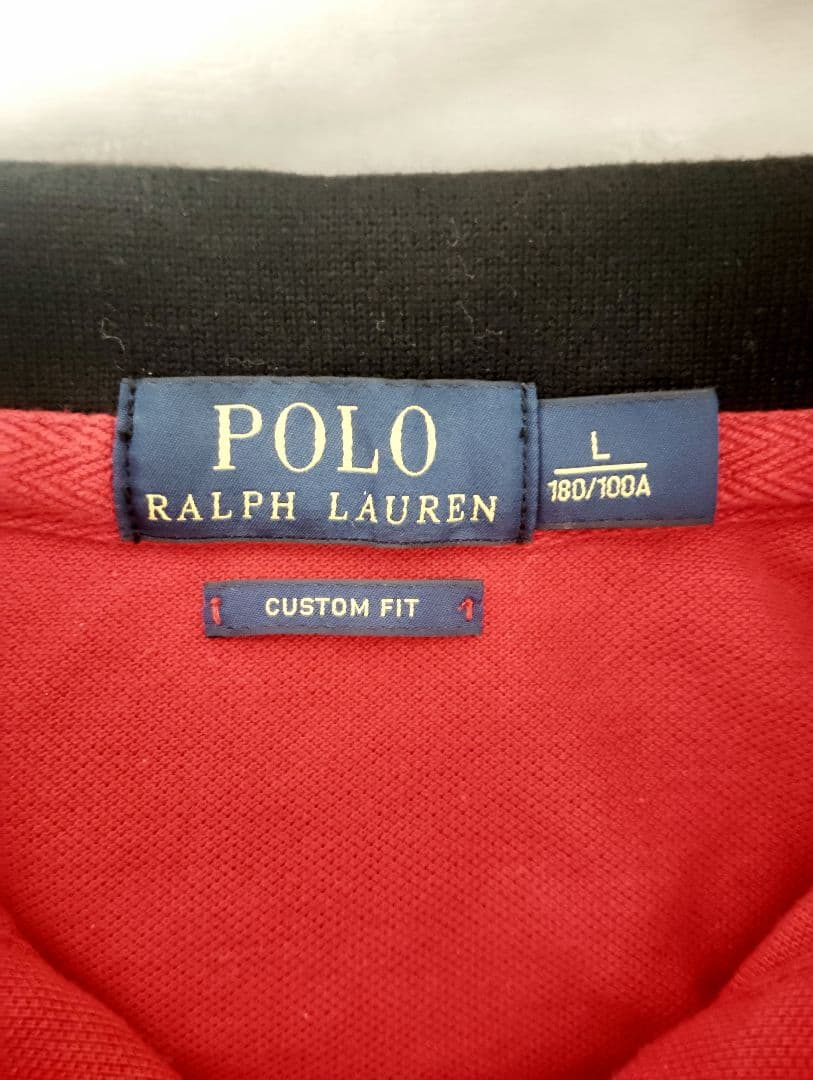 POLO
RALPH LAUREN
L
180/100A
CUSTOM FIT